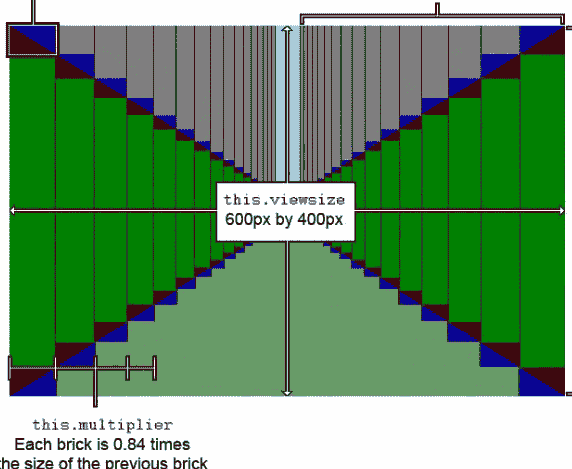 this.viewsize
600px by 400px
this.multiplier
Each brick is 0.84 times
the size of the previous brick